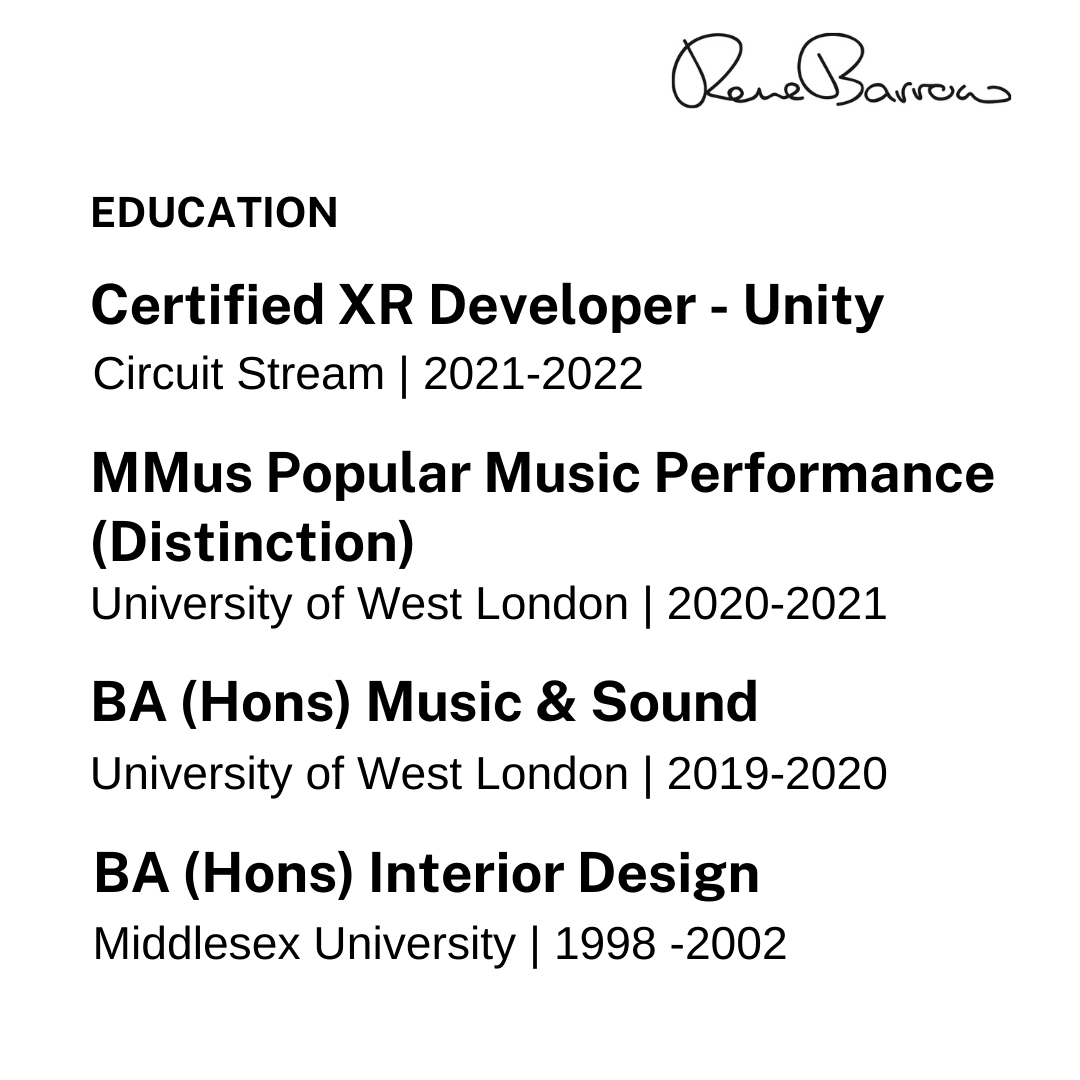 Rene Barrow
EDUCATION
Certified XR Developer - Unity
Circuit Stream | 2021-2022
MMus Popular Music Performance
(Distinction)
University of West London | 2020-2021
BA (Hons) Music & Sound
University of West London | 2019-2020
BA (Hons) Interior Design
Middlesex University | 1998 -2002